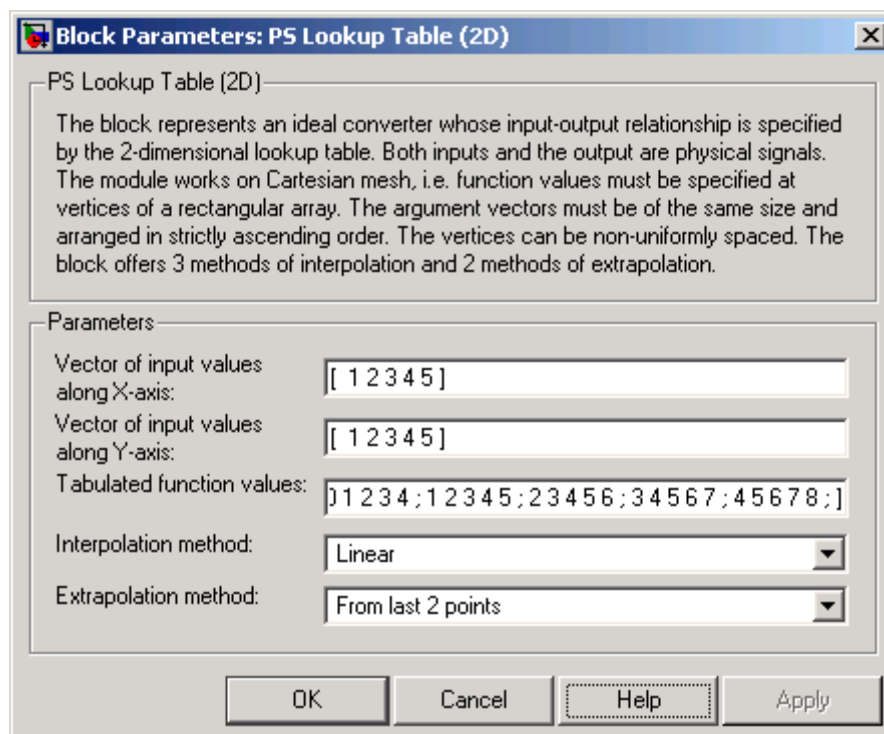 Block Parameters: PS Lookup Table (2D)
PS Lookup Table (2D)
The block represents an ideal converter whose input-output relationship is specified
by the 2-dimensional lookup table. Both inputs and the output are physical signals.
The module works on Cartesian mesh, i.e. function values must be specified at
vertices of a rectangular array. The argument vectors must be of the same size and
arranged in strictly ascending order. The vertices can be non-uniformly spaced. The
block offers 3 methods of interpolation and 2 methods of extrapolation.
Parameters
Vector of input values
along X-axis:
[ 1 2 3 4 5 ]
Vector of input values
along Y-axis:
[ 1 2 3 4 5 ]
Tabulated function values:
1 2 3 4 ; 1 2 3 4 5 ; 2 3 4 5 6 ; 3 4 5 6 7 ; 4 5 6 7 8 ; ]
Interpolation method:
Linear
Extrapolation method:
From last 2 points
OK
Cancel
Help
Apply